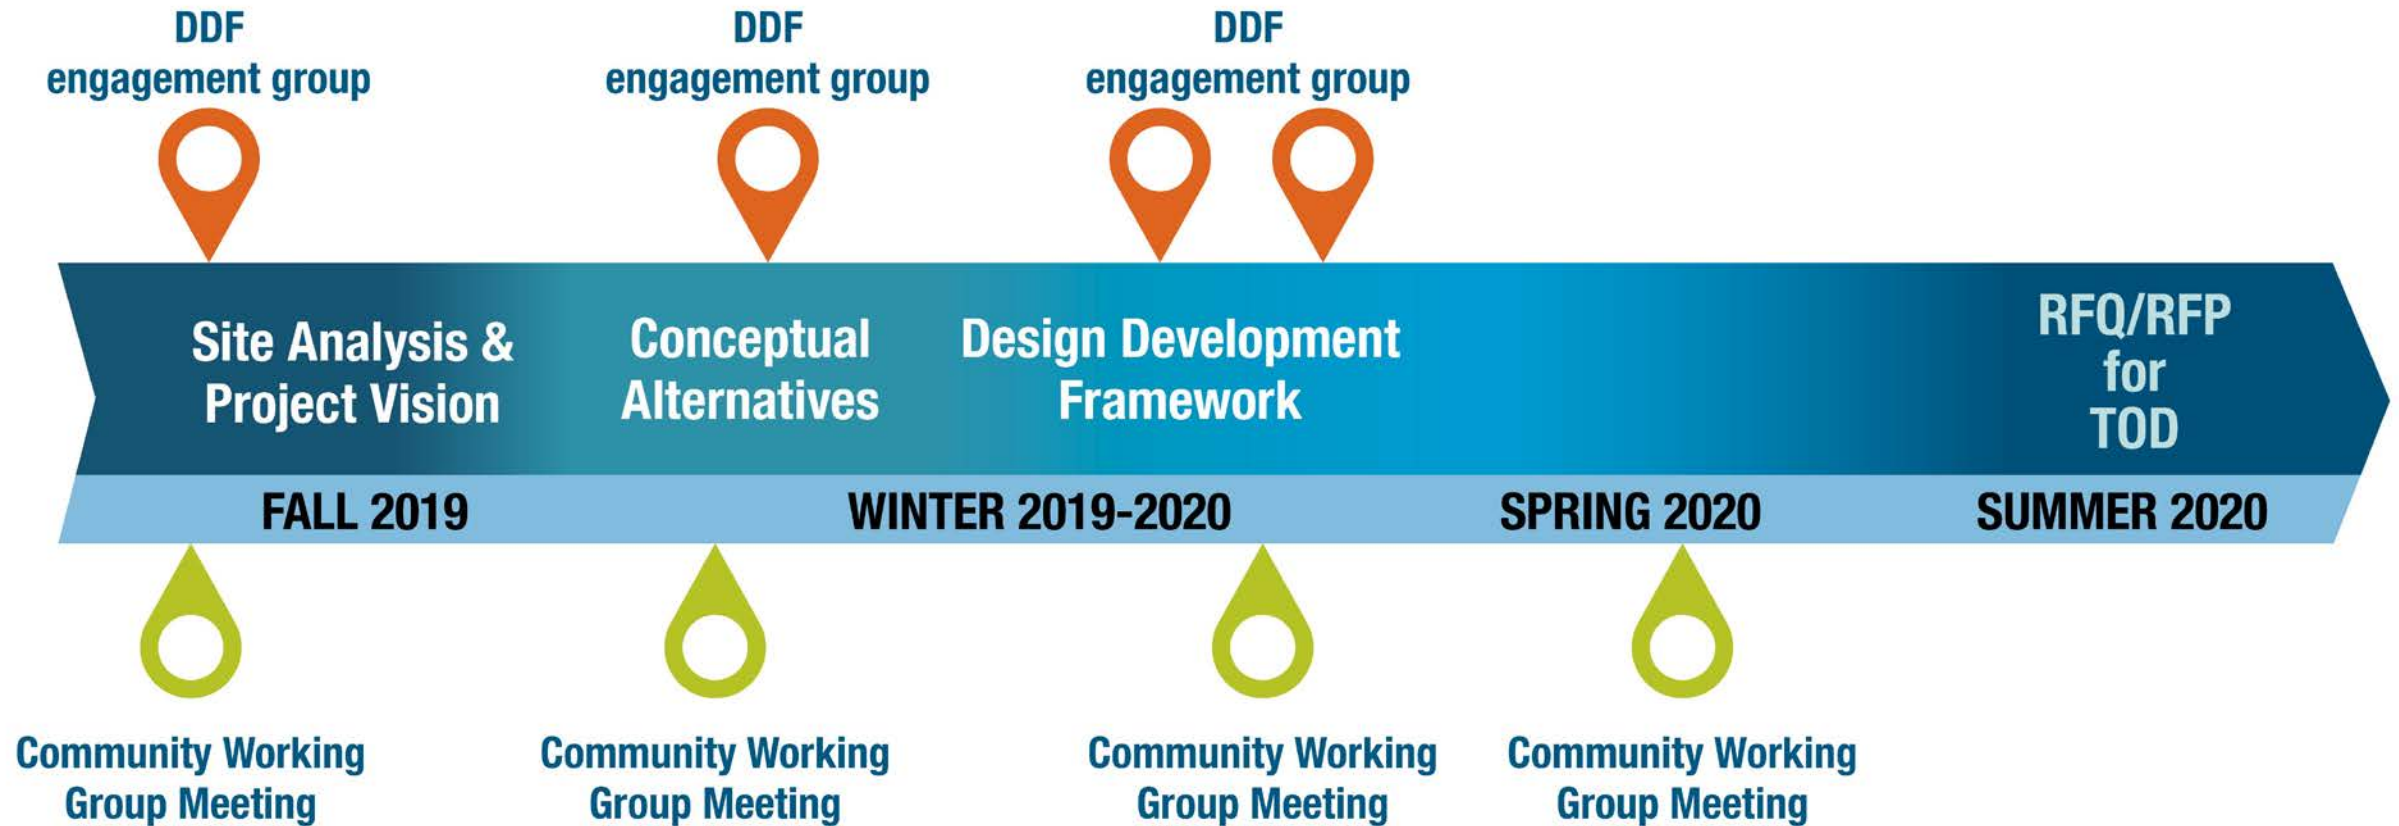 DDF
engagement group
DDF
engagement group
DDF
engagement group
Site Analysis &
Project Vision
Conceptual
Alternatives
Design Development
Framework
RFQ/RFP
for
TOD
FALL 2019
WINTER 2019-2020
SPRING 2020
SUMMER 2020
Community Working
Group Meeting
Community Working
Group Meeting
Community Working
Group Meeting
Community Working
Group Meeting